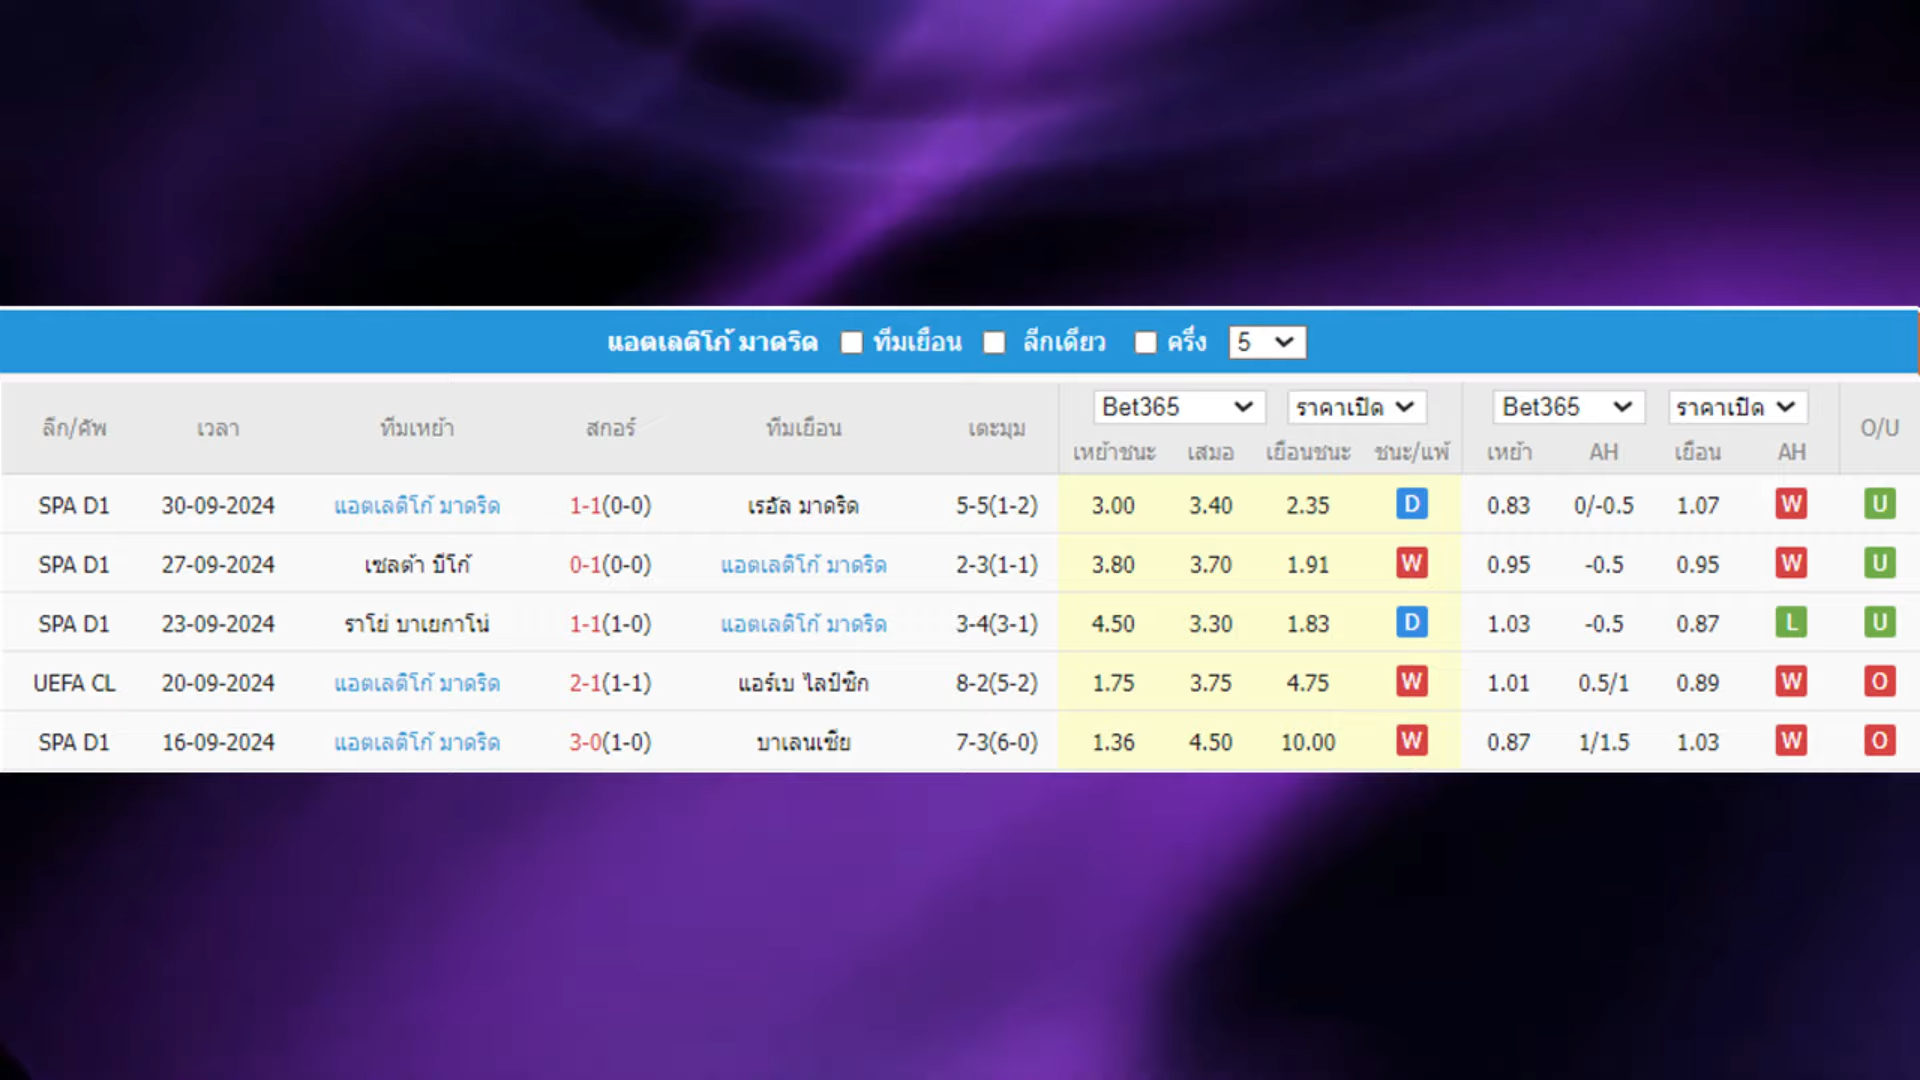 แอตเลติโก้ มาดริด ทีมเยือน ลีกเดียว ครึ่ง 5
Bet365 ราคาเปิด Bet365 ราคาเปิด
ลีก/คัพ เวลา ทีมเหย้า สกอร์ ทีมเยือน เตะมุม O/U
เหย้าชนะ เสมอ เยือนชนะ ชนะ/แพ้ เหย้า AH เยือน AH
SPA D1 30-09-2024 แอตเลติโก้ มาดริด 1-1(0-0) เรอัล มาดริด 5-5(1-2) 3.00 3.40 2.35 D 0.83 0/-0.5 1.07 W U
SPA D1 27-09-2024 เซลต้า บีโก้ 0-1(0-0) แอตเลติโก้ มาดริด 2-3(1-1) 3.80 3.70 1.91 W 0.95 -0.5 0.95 W U
SPA D1 23-09-2024 ราโย่ บาเยกาโน่ 1-1(1-0) แอตเลติโก้ มาดริด 3-4(3-1) 4.50 3.30 1.83 D 1.03 -0.5 0.87 L U
UEFA CL 20-09-2024 แอตเลติโก้ มาดริด 2-1(1-1) แอร์เบ ไลป์ซิก 8-2(5-2) 1.75 3.75 4.75 W 1.01 0.5/1 0.89 W O
SPA D1 16-09-2024 แอตเลติโก้ มาดริด 3-0(1-0) บาเลนเซีย 7-3(6-0) 1.36 4.50 10.00 W 0.87 1/1.5 1.03 W O